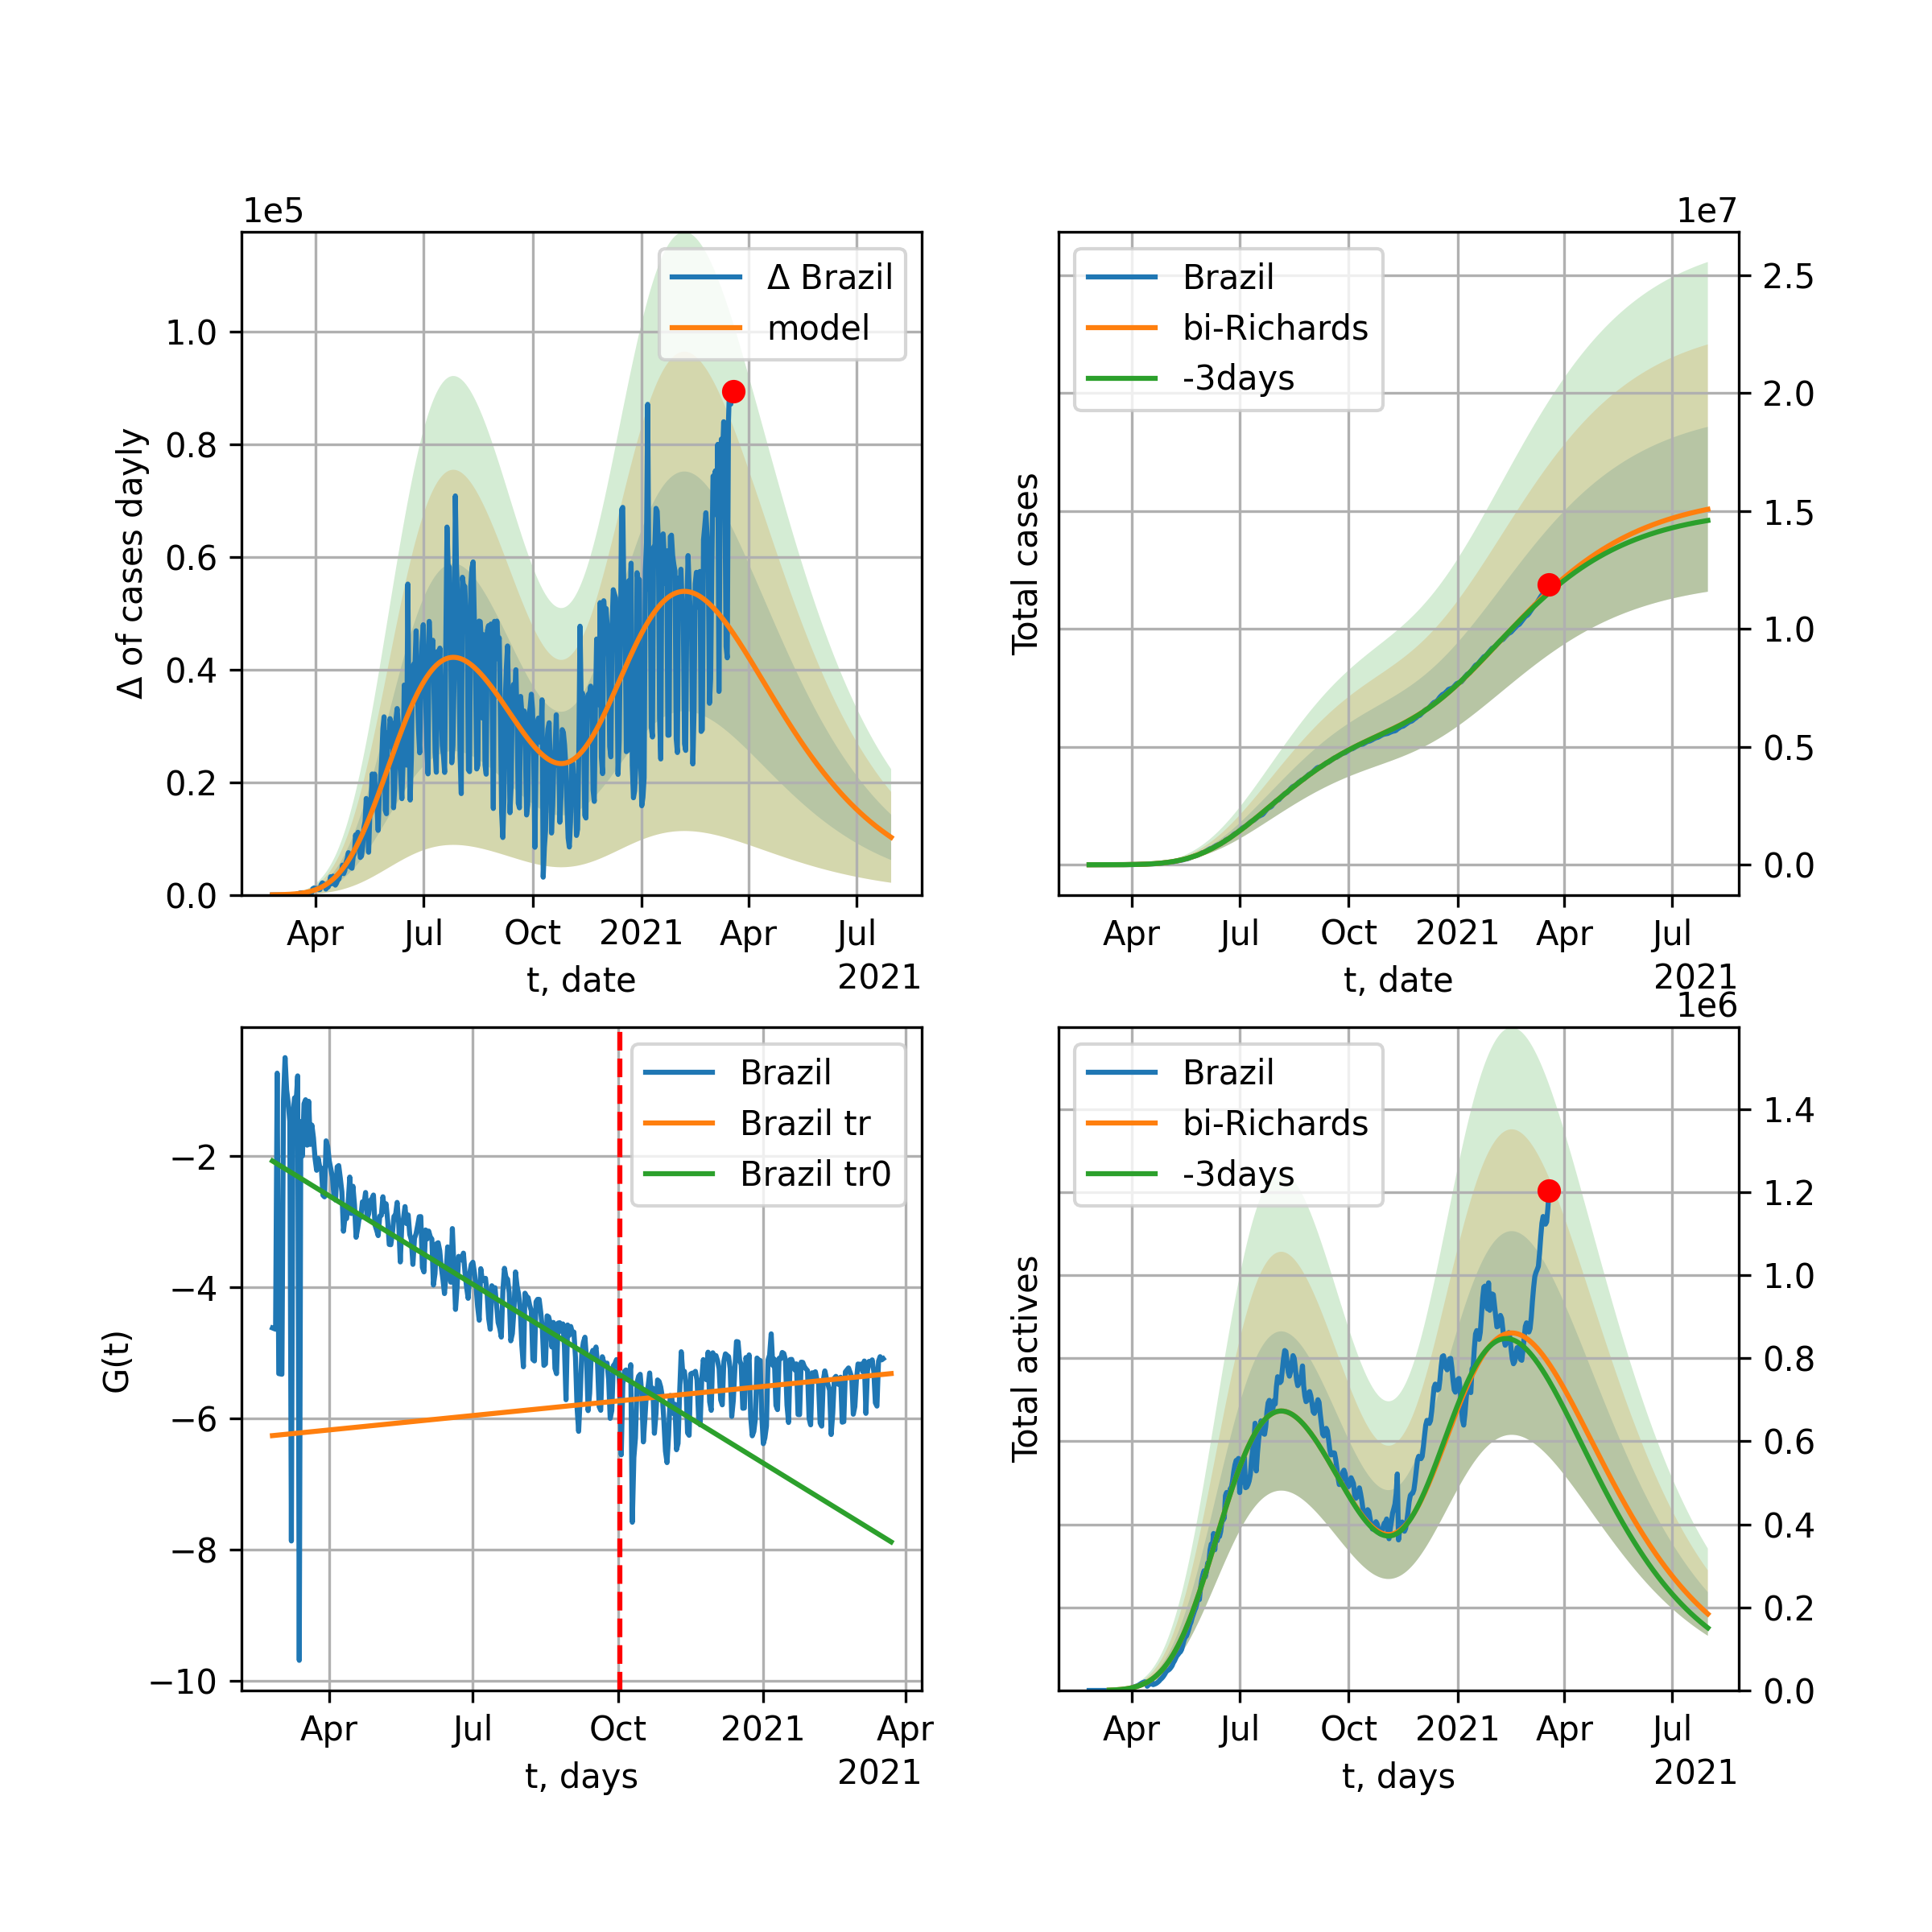 1e5
Δ Brazil
model
1.0
0.8
0.6
0.4
0.2
0.0
Δ of cases dayly
Apr Jul Oct 2021 Apr Jul
2021
t, date
1e7
Brazil
bi-Richards
-3days
2.5
2.0
1.5
1.0
0.5
0.0
Total cases
Apr Jul Oct 2021 Apr Jul
2021
t, date
Brazil
Brazil tr
Brazil tr0
−2
−4
−6
−8
−10
G(t)
Apr Jul Oct 2021 Apr
2021
t, days
1e6
Brazil
bi-Richards
-3days
1.4
1.2
1.0
0.8
0.6
0.4
0.2
0.0
Total actives
Apr Jul Oct 2021 Apr Jul
2021
t, days